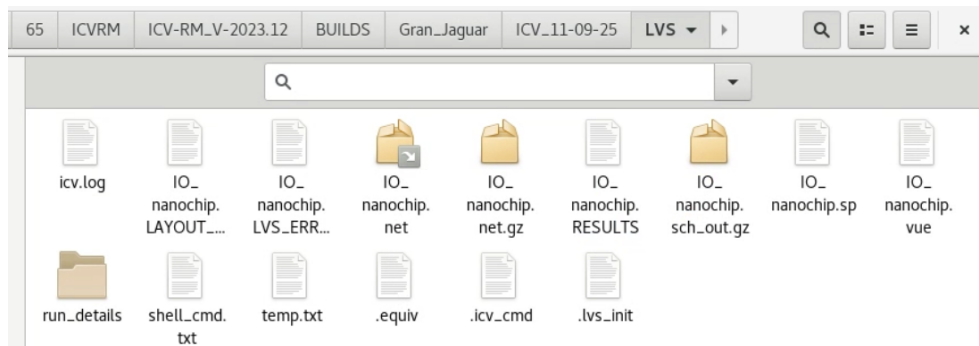 65 ICVRM ICV-RM_V-2023.12 BUILDS Gran_Jaguar ICV_11-09-25 LVS
icv.log
IO_
nanochip.
LAYOUT_...
IO_
nanochip.
LVS_ERR...
IO_
nanochip.
net
IO_
nanochip.
net.gz
IO_
nanochip.
RESULTS
IO_
nanochip.
sch_out.gz
IO_
nanochip.sp
IO_
nanochip.
vue
run_details
shell_cmd.
txt
temp.txt
.equiv
.icv_cmd
.lvs_init